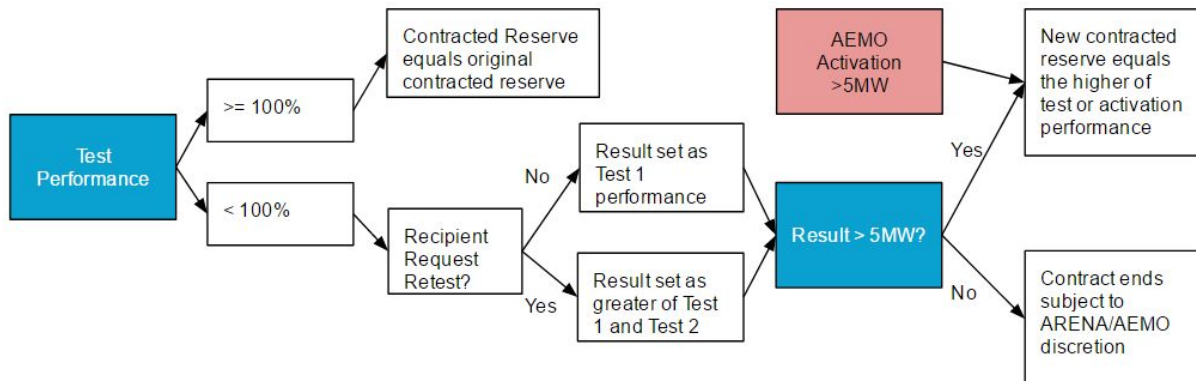 Test
Performance
>= 100%
< 100%
Contracted Reserve
equals original
contracted reserve
Recipient
Request
Retest?
No
Yes
Result set as
Test 1
performance
Result set as
greater of Test
1 and Test 2
AEMO
Activation
>5MW
Result > 5MW?
Yes
No
New contracted
reserve equals
the higher of
test or activation
performance
Contract ends
subject to
ARENA/AEMO
discretion